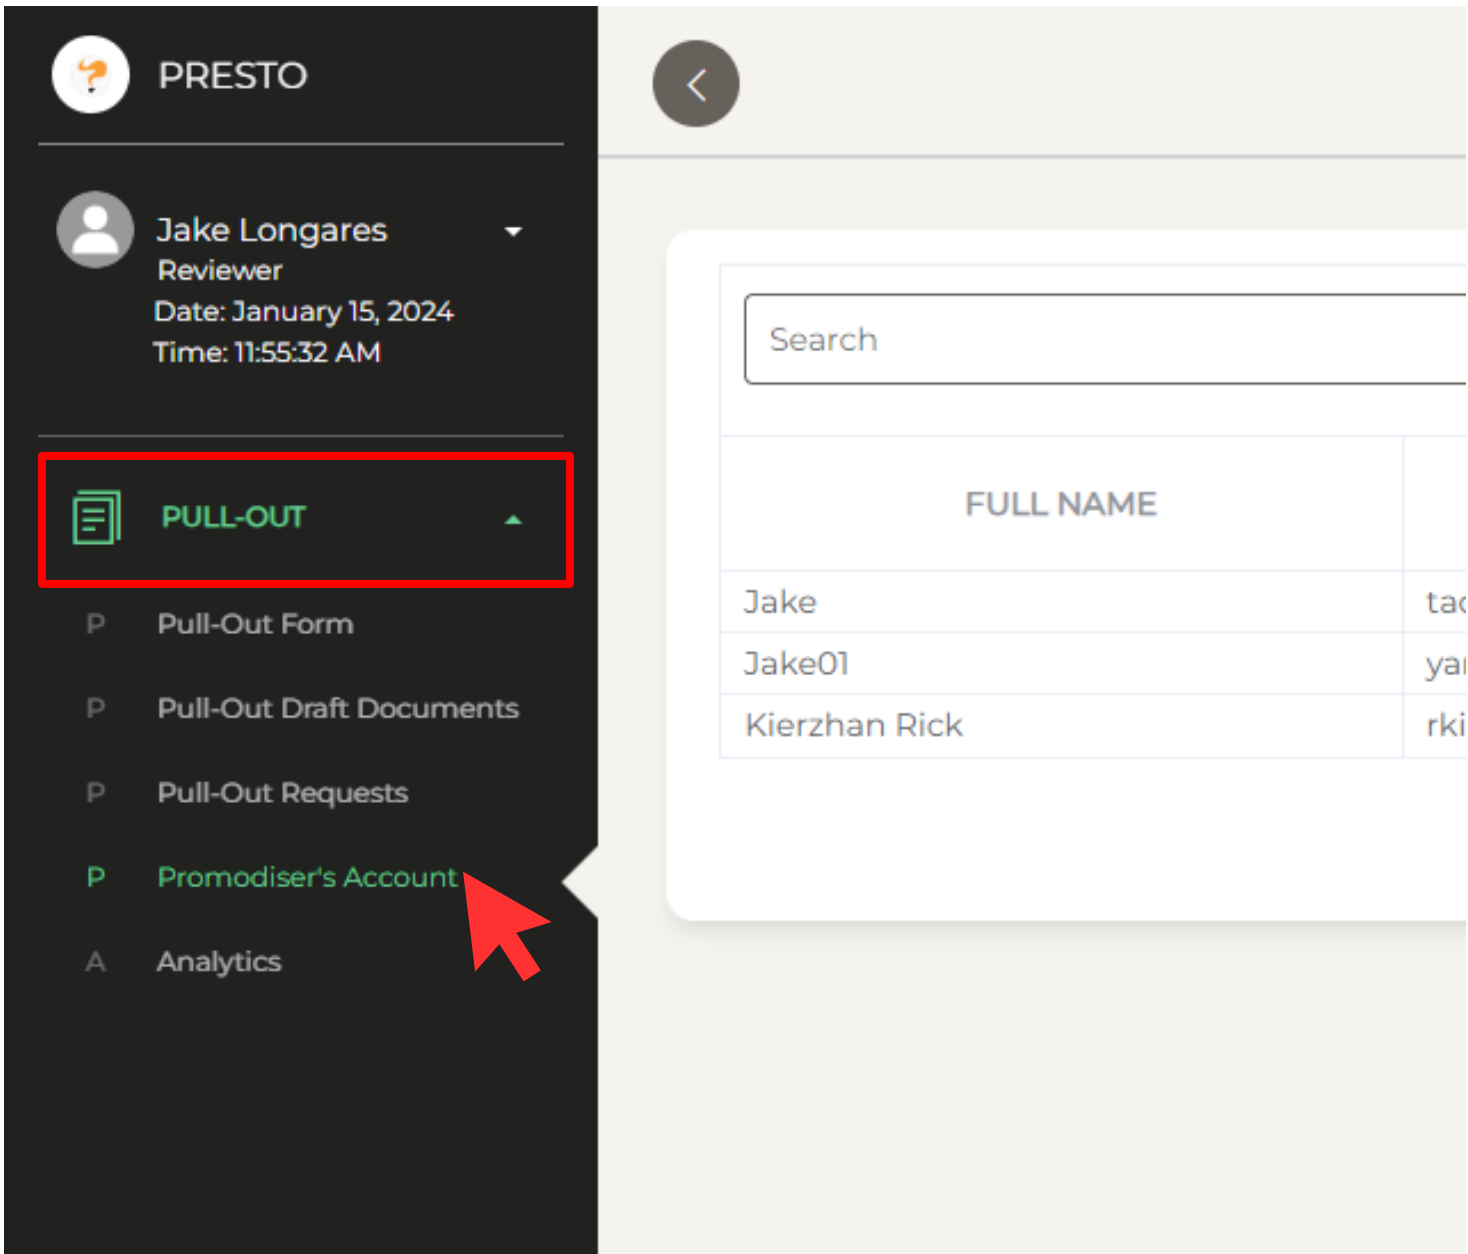 PRESTO
Jake Longares
Reviewer
Date: January 15, 2024
Time: 11:55:32 AM
PULL-OUT
P Pull-Out Form
P Pull-Out Draft Documents
P Pull-Out Requests
P Promodiser's Account
A Analytics
Search
FULL NAME
Jake
Jake01
Kierzhan Rick
rki